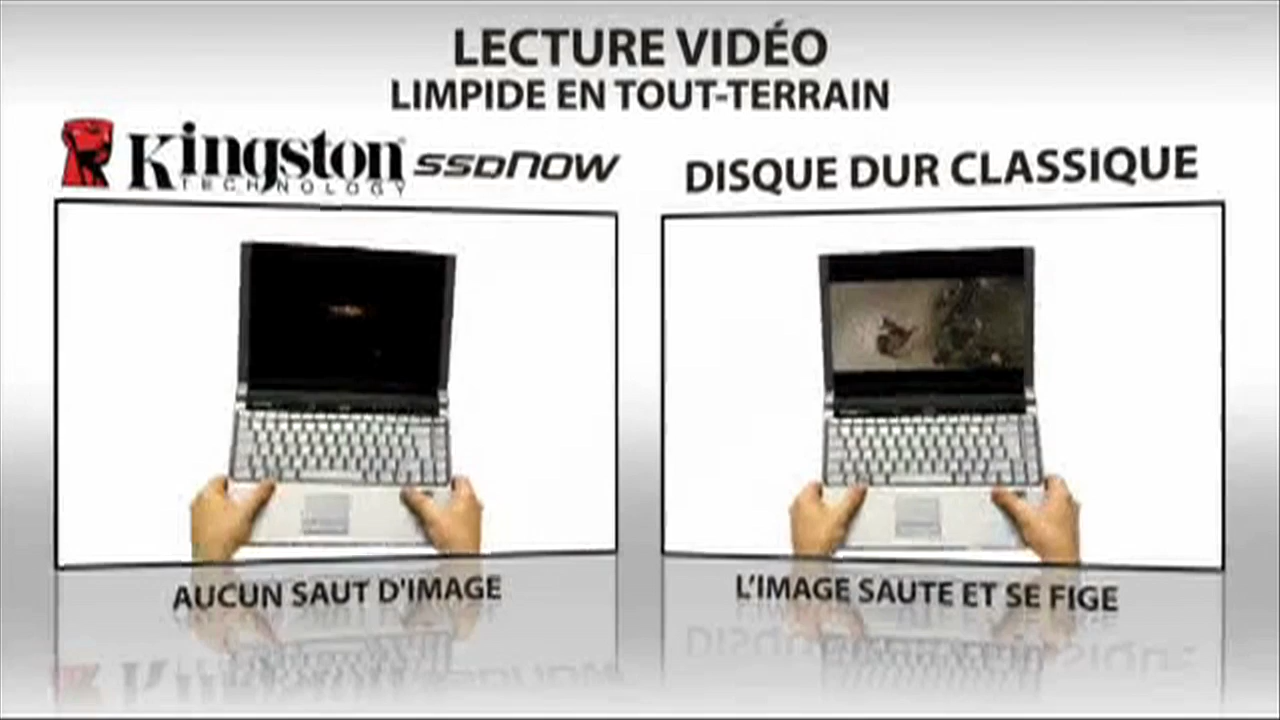 LECTURE VIDÉO
LIMPIDE EN TOUT-TERRAIN
Kingston SSDNOW
TECHNOLOGY
DISQUE DUR CLASSIQUE
AUCUN SAUT D'IMAGE
L'IMAGE SAUTE ET SE FIGE